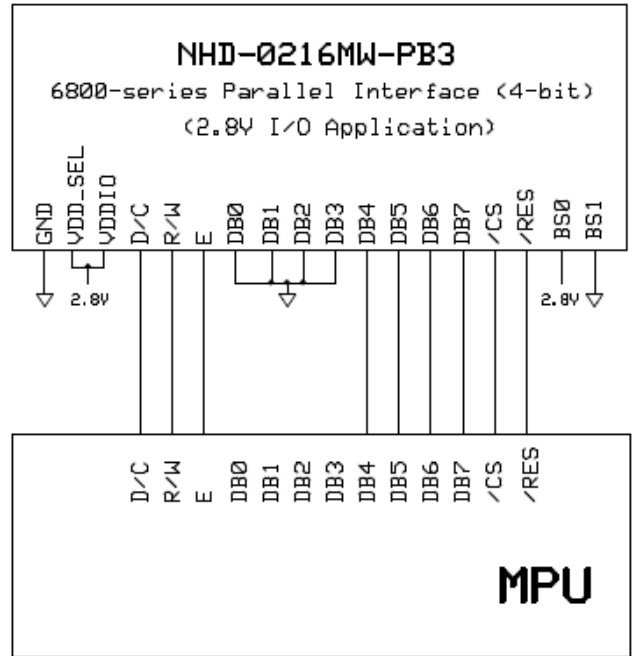 NHD-0216MW-PB3
6800-series Parallel Interface (4-bit)
(2.8V I/O Application)
GND
VDD_SEL
VDDIO
D/C
R/W
E
DB0
DB1
DB2
DB3
DB4
DB5
DB6
DB7
/CS
/RES
BS0
BS1
2.8V
2.8V
D/C
R/W
E
DB0
DB1
DB2
DB3
DB4
DB5
DB6
DB7
/CS
/RES
MPU